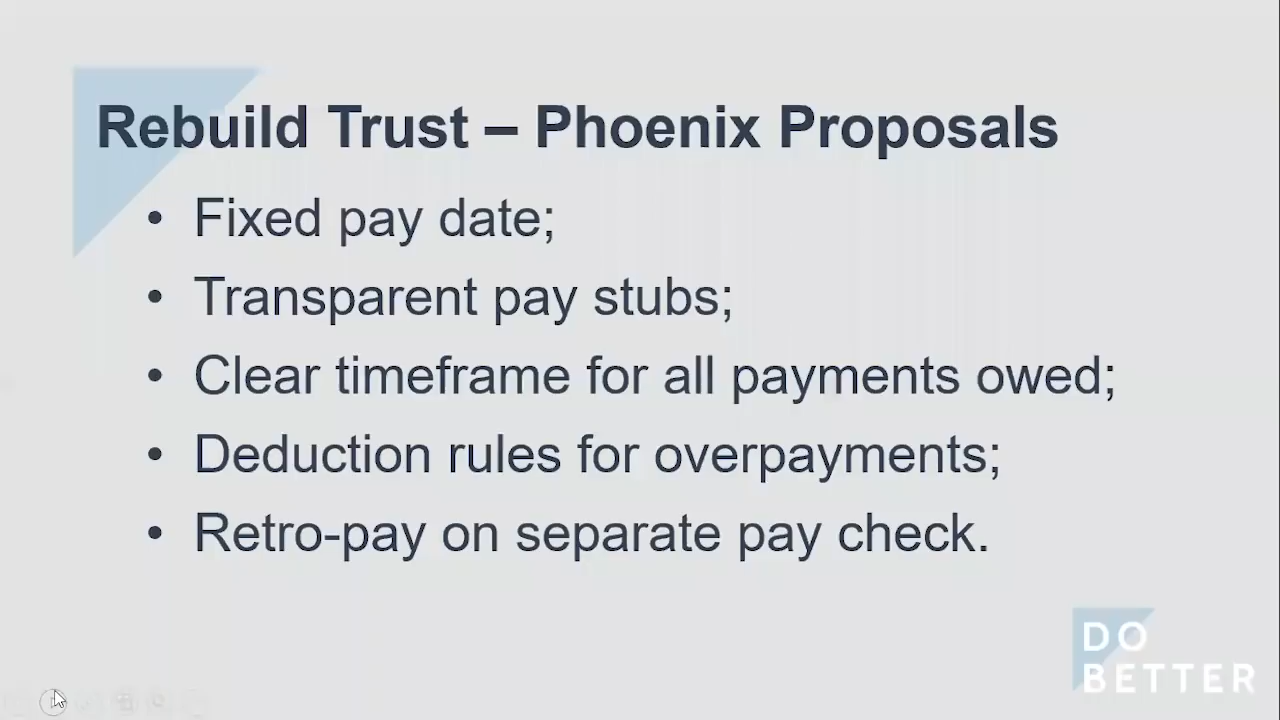 Rebuild Trust – Phoenix Proposals
• Fixed pay date;
• Transparent pay stubs;
• Clear timeframe for all payments owed;
• Deduction rules for overpayments;
• Retro-pay on separate pay check.
DO
BETTER